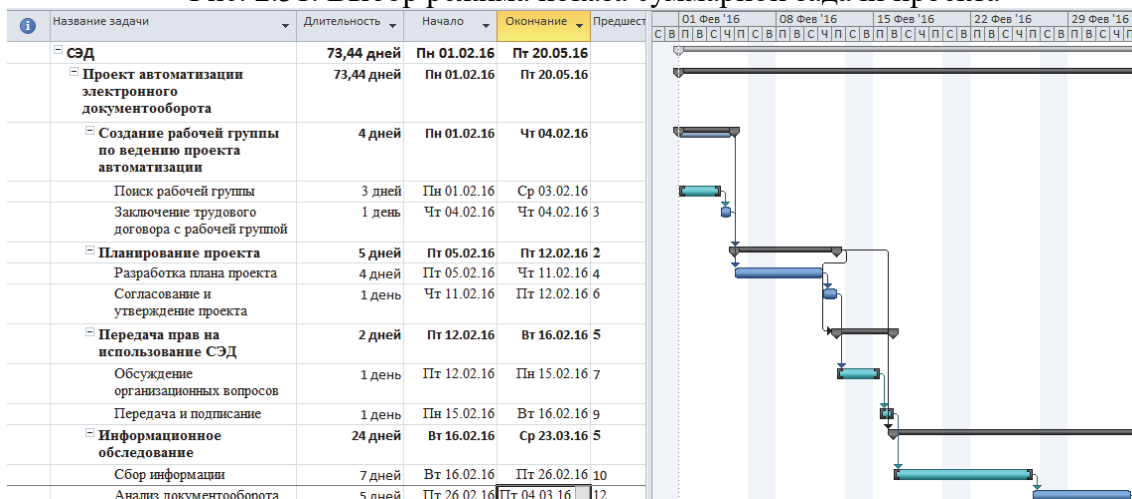 Рис. 2.31. Выбор режима показа суммарной задачи проекта
Название задачи Длительность Начало Окончание Предшест 01 Фев '16 08 Фев '16 15 Фев '16 22 Фев '16 29 Фев '16
С В П В С Ч П С В П В С Ч П С В П В С Ч П С В П В С Ч П С В П В С Ч П
СЭД 73,44 дней Пн 01.02.16 Пт 20.05.16
Проект автоматизации 73,44 дней Пн 01.02.16 Пт 20.05.16
электронного
документооборота
Создание рабочей группы 4 дней Пн 01.02.16 Чт 04.02.16
по ведению проекта
автоматизации
Поиск рабочей группы 3 дней Пн 01.02.16 Ср 03.02.16
Заключение трудового 1 день Чт 04.02.16 Чт 04.02.16 3
договора с рабочей группой
Планирование проекта 5 дней Пт 05.02.16 Пт 12.02.16 2
Разработка плана проекта 4 дней Пт 05.02.16 Чт 11.02.16 4
Согласование и 1 день Чт 11.02.16 Пт 12.02.16 6
утверждение проекта
Передача прав на 2 дней Пт 12.02.16 Вт 16.02.16 5
использование СЭД
Обсуждение 1 день Пт 12.02.16 Пн 15.02.16 7
организационных вопросов
Передача и подписание 1 день Пн 15.02.16 Вт 16.02.16 9
Информационное 24 дней Вт 16.02.16 Ср 23.03.16 5
обследование
Сбор информации 7 дней Вт 16.02.16 Пт 26.02.16 10
Анализ документооборота 5 дней Пт 26.02.16 Пт 04.03.16 12